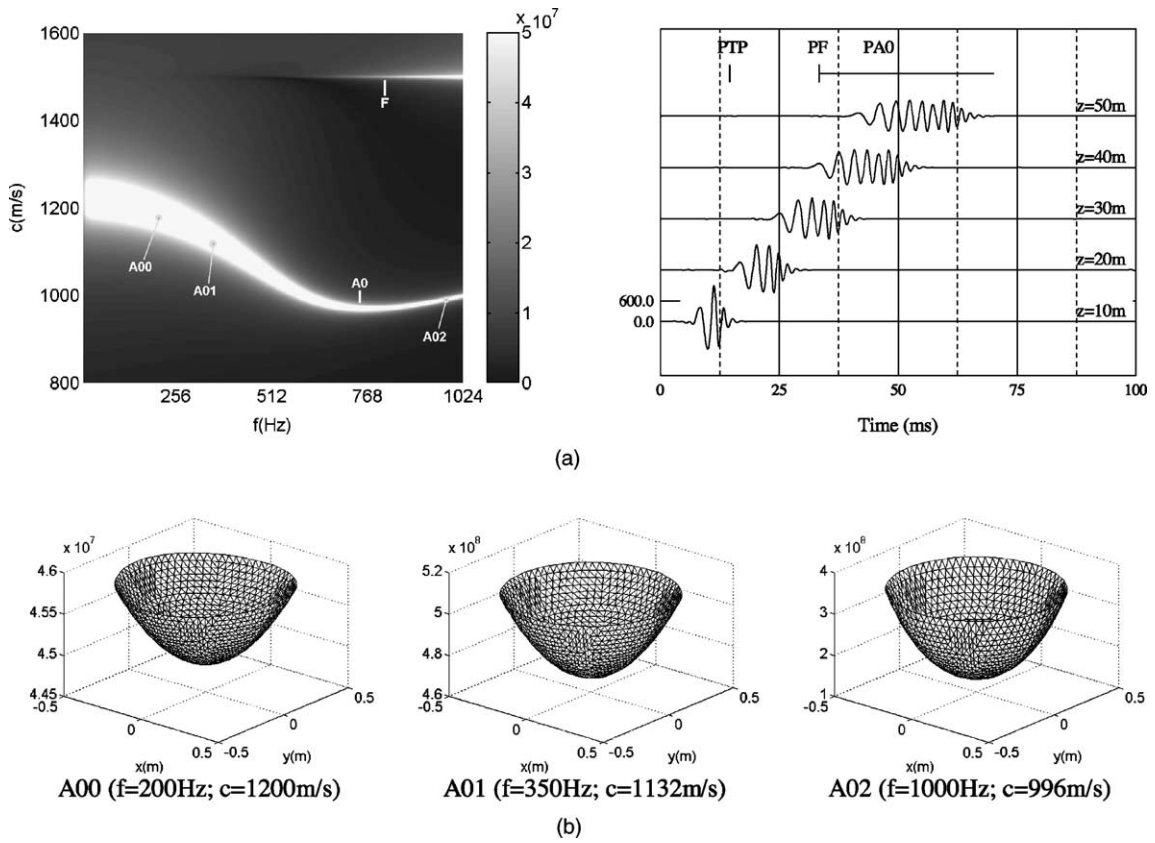 x 10^7
1600
1400
1200
1000
800
c(m/s)
256
512
768
1024
f(Hz)
F
A00
A01
A0
A02
5
4
3
2
1
0
PTP
PF
PA0
z=50m
z=40m
z=30m
z=20m
z=10m
600.0
0.0
0
25
50
75
100
Time (ms)
(a)
x 10^7
4.6
4.55
4.5
4.45
-0.5
0
0.5
x(m)
-0.5
0
0.5
y(m)
A00 (f=200Hz; c=1200m/s)
x 10^8
5.2
5
4.8
4.6
-0.5
0
0.5
x(m)
-0.5
0
0.5
y(m)
A01 (f=350Hz; c=1132m/s)
x 10^8
4
3
2
1
-0.5
0
0.5
x(m)
-0.5
0
0.5
y(m)
A02 (f=1000Hz; c=996m/s)
(b)